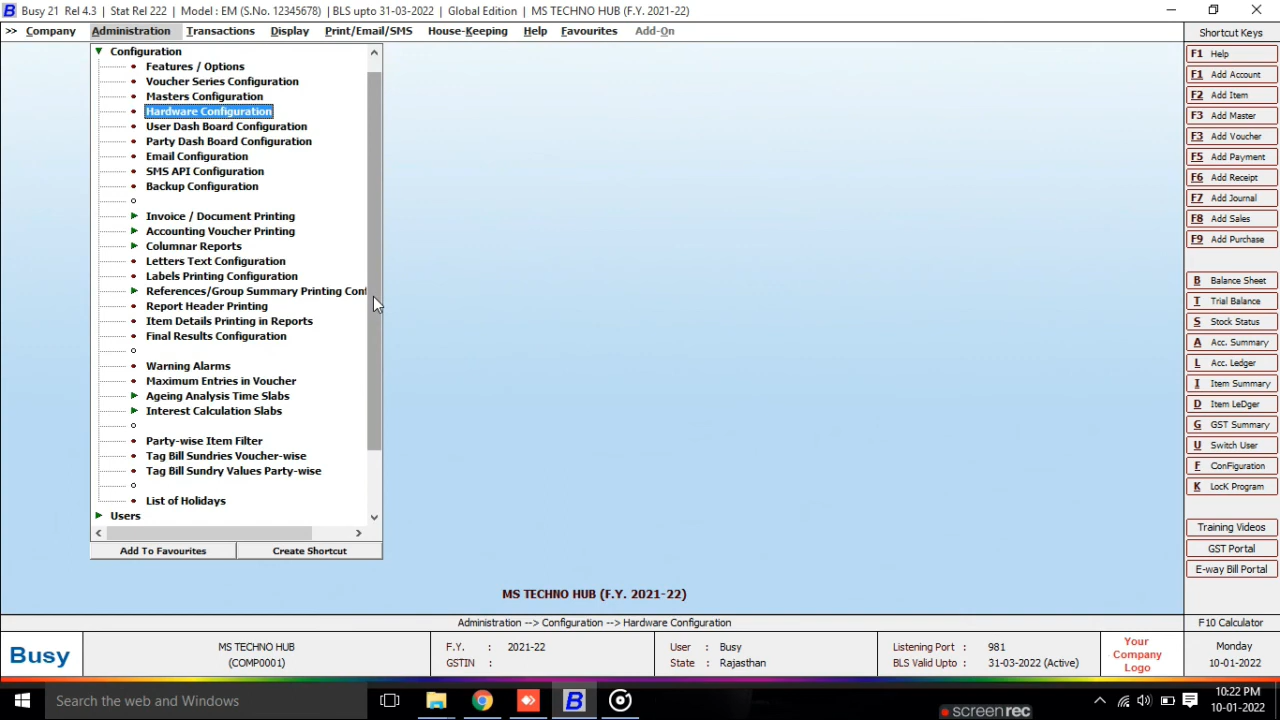 Busy 21 Rel 4.3 | Stat Rel 222 | Model : EM (S.No. 12345678) | BLS upto 31-03-2022 | Global Edition | MS TECHNO HUB (F.Y. 2021-22)
>> Company Administration Transactions Display Print/Email/SMS House-Keeping Help Favourites Add-On
Configuration
Features / Options
Voucher Series Configuration
Masters Configuration
Hardware Configuration
User Dash Board Configuration
Party Dash Board Configuration
Email Configuration
SMS API Configuration
Backup Configuration
Invoice / Document Printing
Accounting Voucher Printing
Columnar Reports
Letters Text Configuration
Labels Printing Configuration
References/Group Summary Printing Conf
Report Header Printing
Item Details Printing in Reports
Final Results Configuration
Warning Alarms
Maximum Entries in Voucher
Ageing Analysis Time Slabs
Interest Calculation Slabs
Party-wise Item Filter
Tag Bill Sundries Voucher-wise
Tag Bill Sundry Values Party-wise
List of Holidays
Users
Add To Favourites Create Shortcut
Shortcut Keys
F1 Help
F1 Add Account
F2 Add Item
F3 Add Master
F3 Add Voucher
F5 Add Payment
F6 Add Receipt
F7 Add Journal
F8 Add Sales
F9 Add Purchase
B Balance Sheet
T Trial Balance
S Stock Status
A Acc. Summary
L Acc. Ledger
I Item Summary
D Item LeDger
G GST Summary
U Switch User
F ConFiguration
K LocK Program
Training Videos
GST Portal
E-way Bill Portal
MS TECHNO HUB (F.Y. 2021-22)
Administration --> Configuration --> Hardware Configuration
F10 Calculator
Busy
MS TECHNO HUB
(COMP0001)
F.Y. : 2021-22
GSTIN :
User : Busy
State : Rajasthan
Listening Port : 981
BLS Valid Upto : 31-03-2022 (Active)
Your
Company
Logo
Monday
10-01-2022
Search the web and Windows
10:22 PM
10-01-2022
screenrec